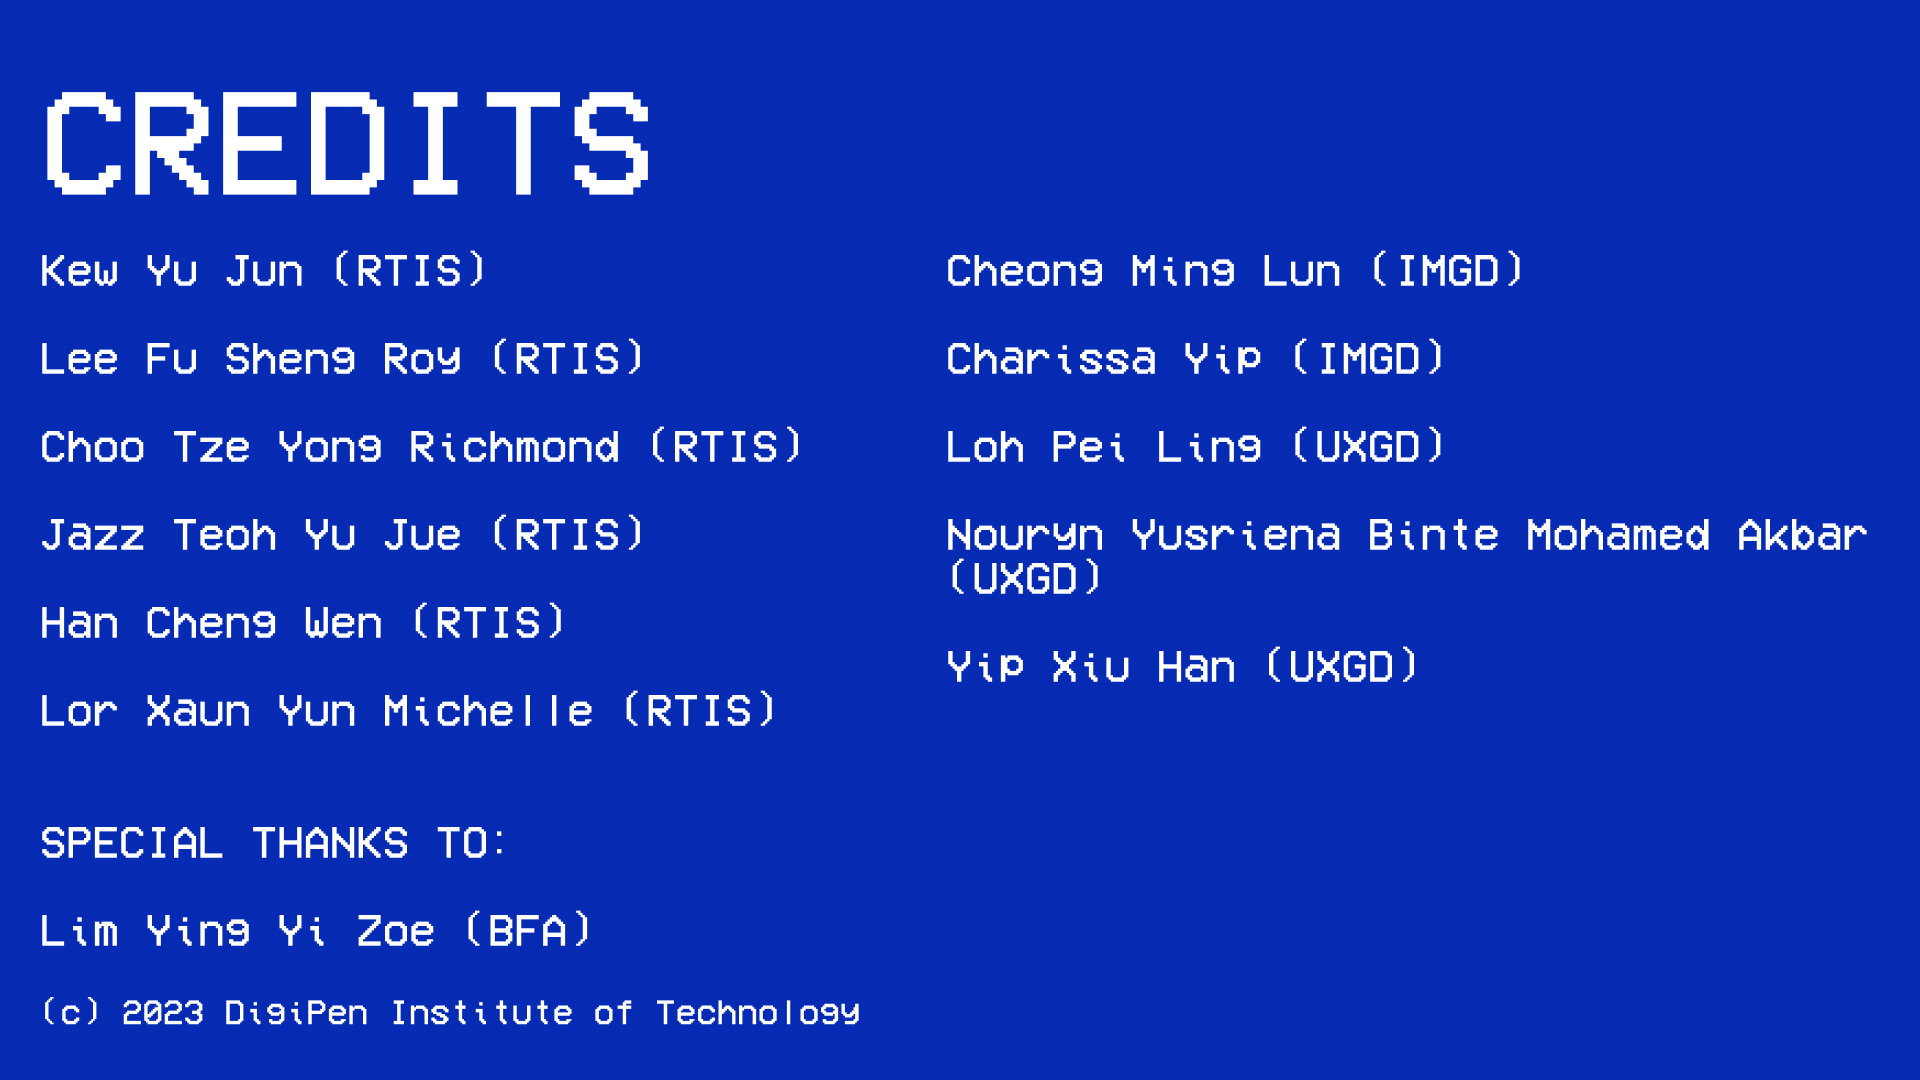 CREDITS
Kew Yu Jun (RTIS)
Lee Fu Sheng Roy (RTIS)
Choo Tze Yong Richmond (RTIS)
Jazz Teoh Yu Jue (RTIS)
Han Cheng Wen (RTIS)
Lor Xaun Yun Michelle (RTIS)
Cheong Ming Lun (IMGD)
Charissa Yip (IMGD)
Loh Pei Ling (UXGD)
Nouryn Yusriena Binte Mohamed Akbar
(UXGD)
Yip Xiu Han (UXGD)
SPECIAL THANKS TO:
Lim Ying Yi Zoe (BFA)
(c) 2023 DigiPen Institute of Technology